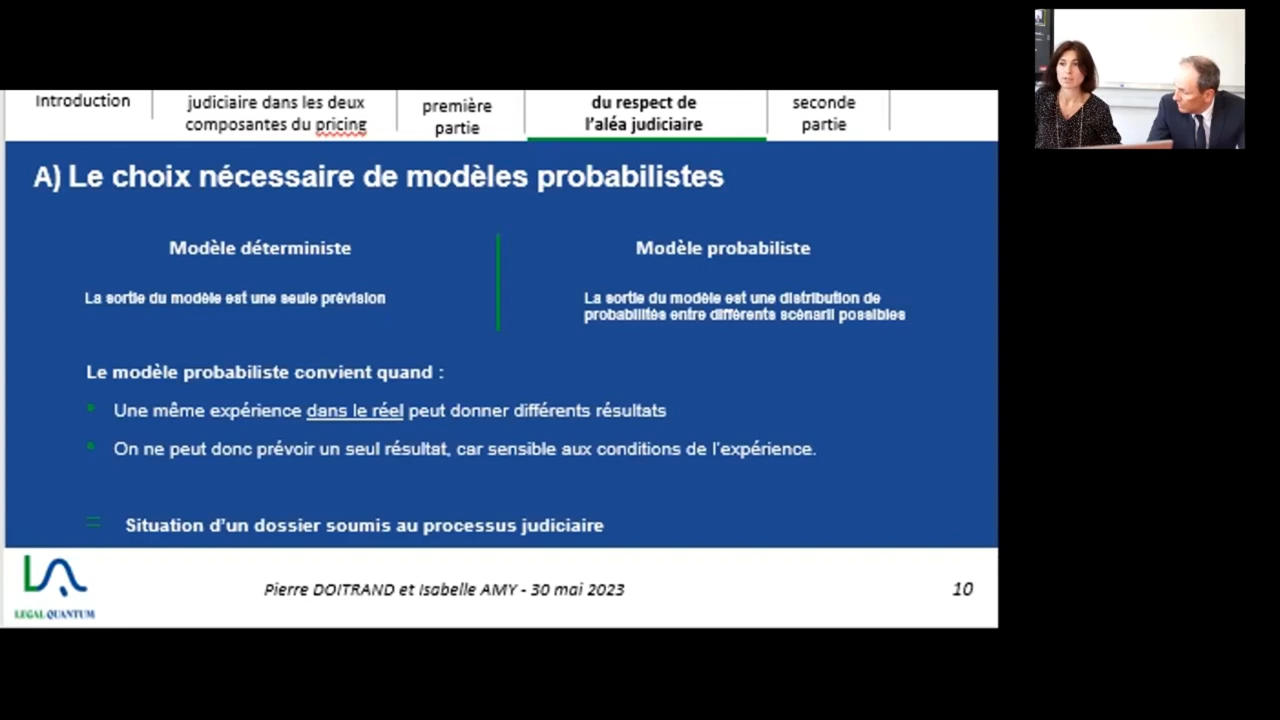 Introduction
judiciaire dans les deux
composantes du pricing
première
partie
du respect de
l'aléa judiciaire
seconde
partie
A) Le choix nécessaire de modèles probabilistes
Modèle déterministe
Modèle probabiliste
La sortie du modèle est une seule prévision
La sortie du modèle est une distribution de
probabilités entre différents scénarii possibles
Le modèle probabiliste convient quand :
Une même expérience dans le réel peut donner différents résultats
On ne peut donc prévoir un seul résultat, car sensible aux conditions de l'expérience.
= Situation d'un dossier soumis au processus judiciaire
LEGAL QUANTUM
Pierre DOITRAND et Isabelle AMY - 30 mai 2023
10